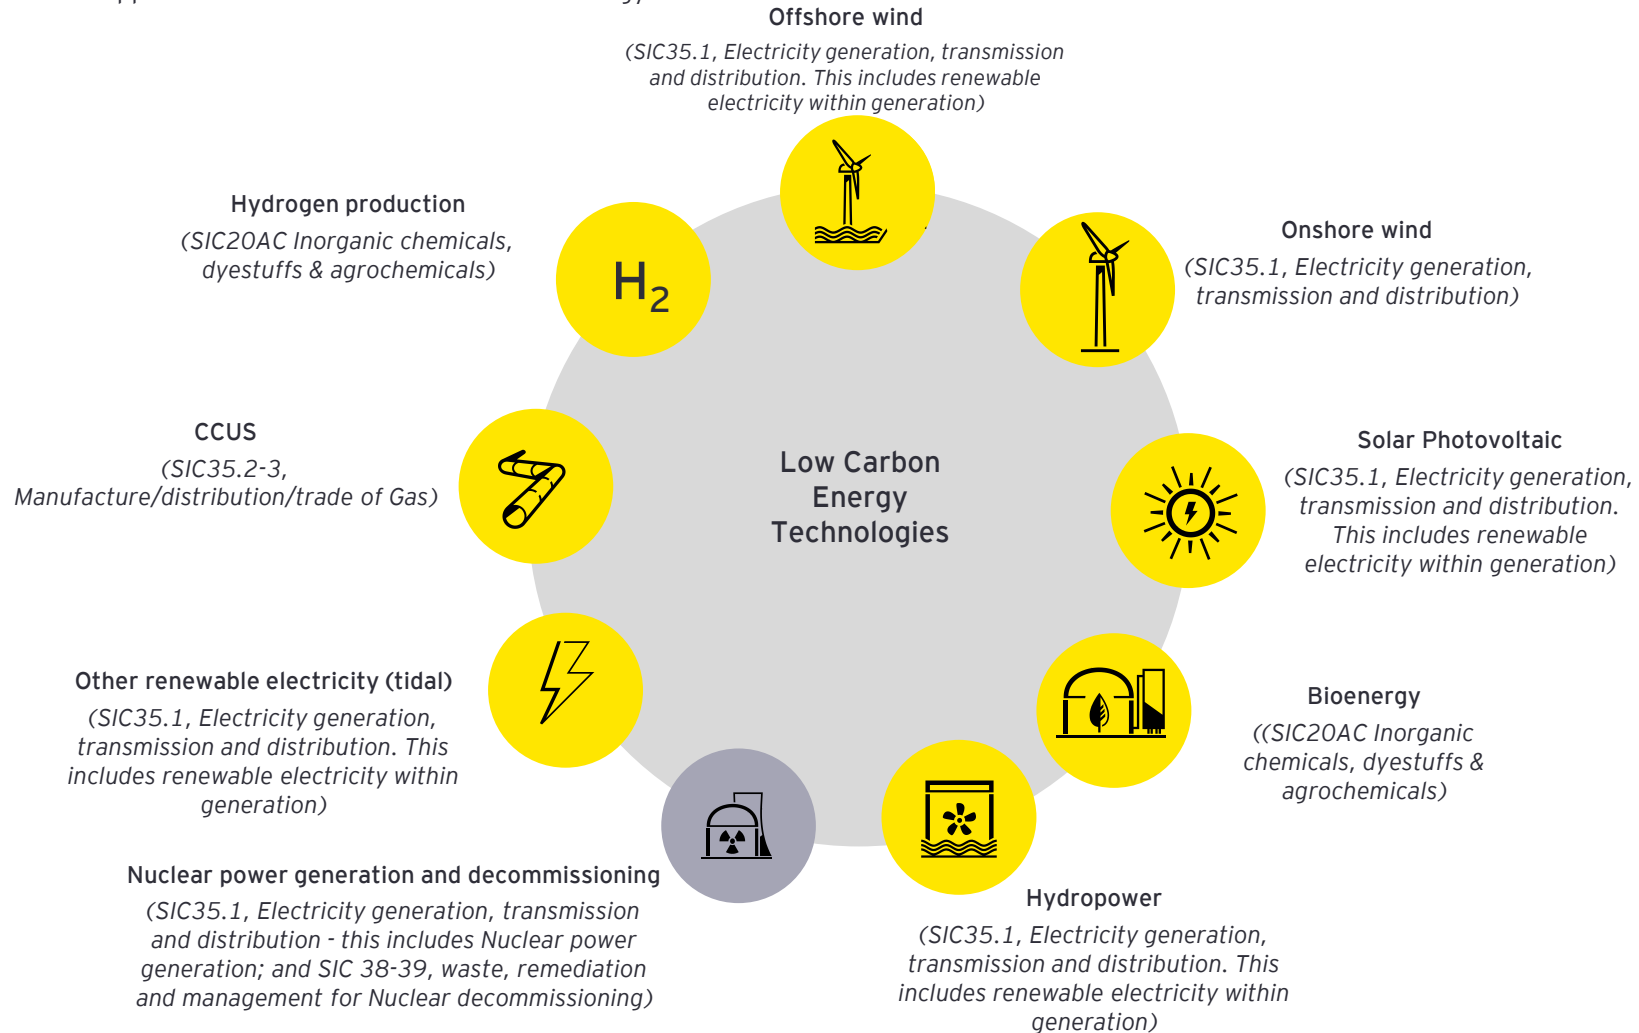 Offshore wind
(SIC35.1, Electricity generation, transmission
and distribution. This includes renewable
electricity within generation)
Onshore wind
(SIC35.1, Electricity generation,
transmission and distribution)
Solar Photovoltaic
(SIC35.1, Electricity generation,
transmission and distribution.
This includes renewable
electricity within generation)
Bioenergy
((SIC20AC Inorganic
chemicals, dyestuffs &
agrochemicals)
Hydropower
(SIC35.1, Electricity generation,
transmission and distribution. This
includes renewable electricity within
generation)
Nuclear power generation and decommissioning
(SIC35.1, Electricity generation, transmission
and distribution - this includes Nuclear power
generation; and SIC 38-39, waste, remediation
and management for Nuclear decommissioning)
Other renewable electricity (tidal)
(SIC35.1, Electricity generation,
transmission and distribution. This
includes renewable electricity within
generation)
CCUS
(SIC35.2-3,
Manufacture/distribution/trade of Gas)
Hydrogen production
(SIC20AC Inorganic chemicals,
dyestuffs & agrochemicals)
H2
Low Carbon
Energy
Technologies